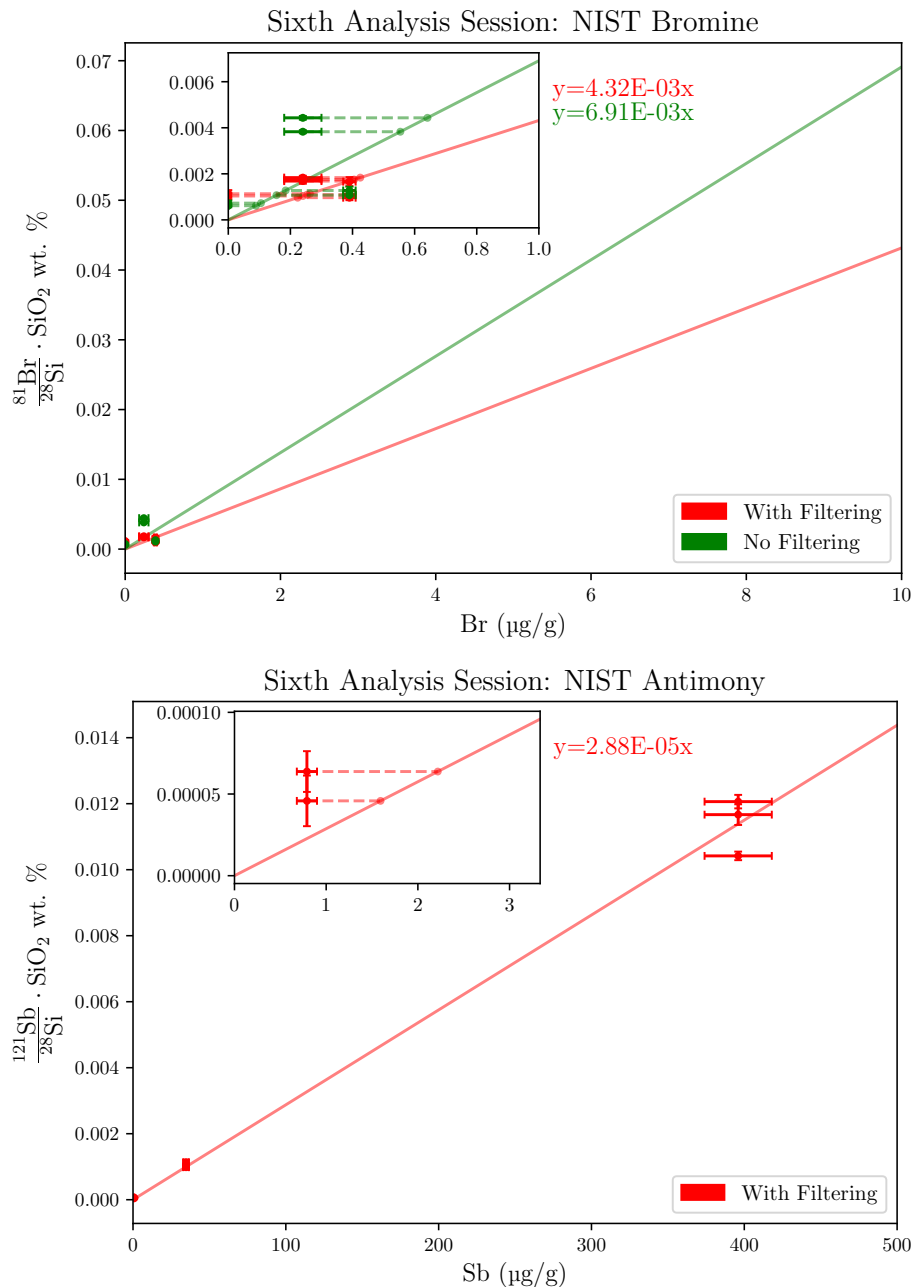 Sixth Analysis Session: NIST Bromine
0.07
0.06
0.05
0.04
0.03
0.02
0.01
0.00
0.006
0.004
0.002
0.000
0.0 0.2 0.4 0.6 0.8 1.0
y=4.32E-03x
y=6.91E-03x
⁸¹Br/²⁸Si · SiO₂ wt. %
With Filtering
No Filtering
0 2 4 6 8 10
Br (µg/g)
Sixth Analysis Session: NIST Antimony
0.014
0.012
0.010
0.008
0.006
0.004
0.002
0.000
0.00010
0.00005
0.00000
0 1 2 3
y=2.88E-05x
¹²¹Sb/²⁸Si · SiO₂ wt. %
With Filtering
0 100 200 300 400 500
Sb (µg/g)